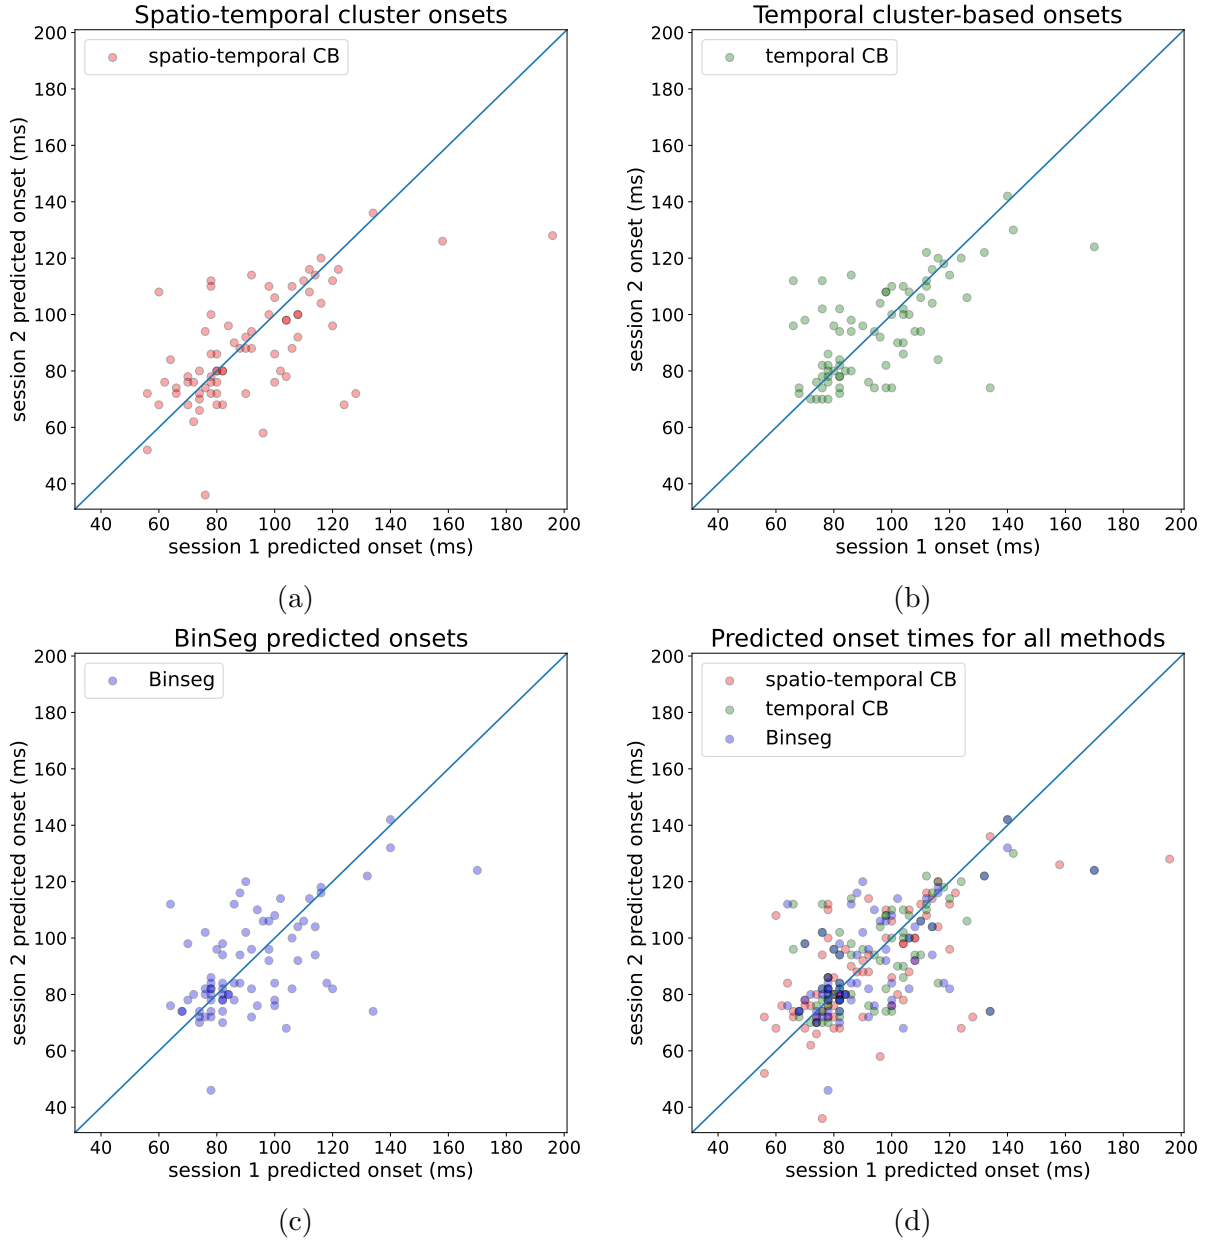 Spatio-temporal cluster onsets
spatio-temporal CB
200
180
160
140
120
100
80
60
40
session 2 predicted onset (ms)
40 60 80 100 120 140 160 180 200
session 1 predicted onset (ms)
(a)
Temporal cluster-based onsets
temporal CB
200
180
160
140
120
100
80
60
40
session 2 onset (ms)
40 60 80 100 120 140 160 180 200
session 1 onset (ms)
(b)
BinSeg predicted onsets
Binseg
200
180
160
140
120
100
80
60
40
session 2 predicted onset (ms)
40 60 80 100 120 140 160 180 200
session 1 predicted onset (ms)
(c)
Predicted onset times for all methods
spatio-temporal CB
temporal CB
Binseg
200
180
160
140
120
100
80
60
40
session 2 predicted onset (ms)
40 60 80 100 120 140 160 180 200
session 1 predicted onset (ms)
(d)